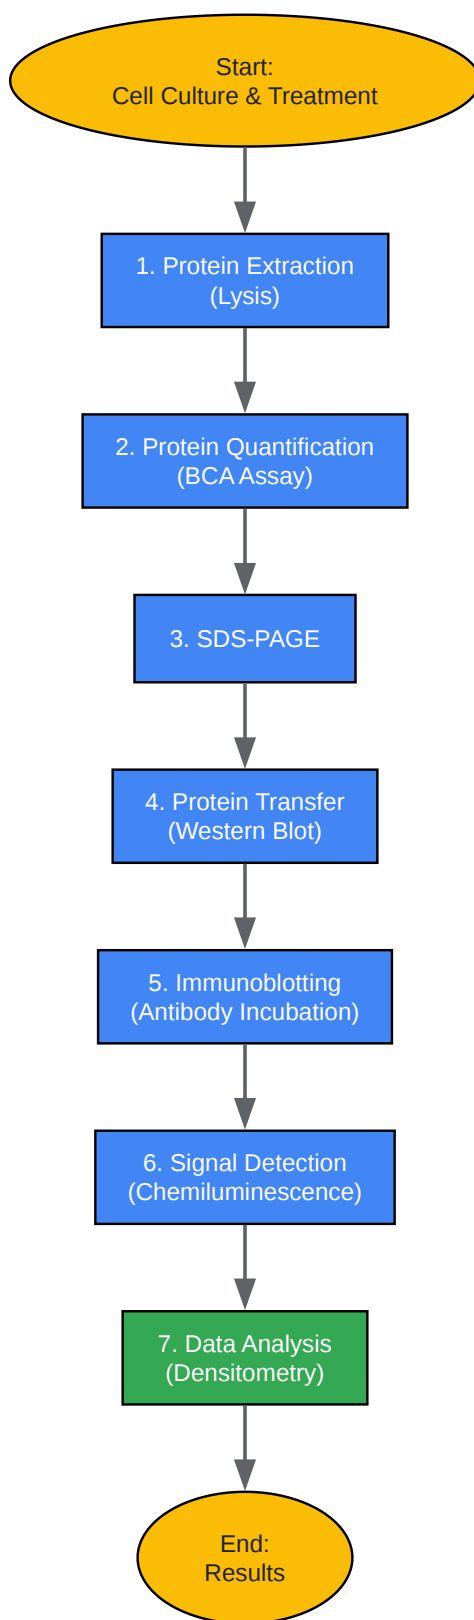 Start:
Cell Culture & Treatment
1. Protein Extraction
(Lysis)
2. Protein Quantification
(BCA Assay)
3. SDS-PAGE
4. Protein Transfer
(Western Blot)
5. Immunoblotting
(Antibody Incubation)
6. Signal Detection
(Chemiluminescence)
7. Data Analysis
(Densitometry)
End:
Results